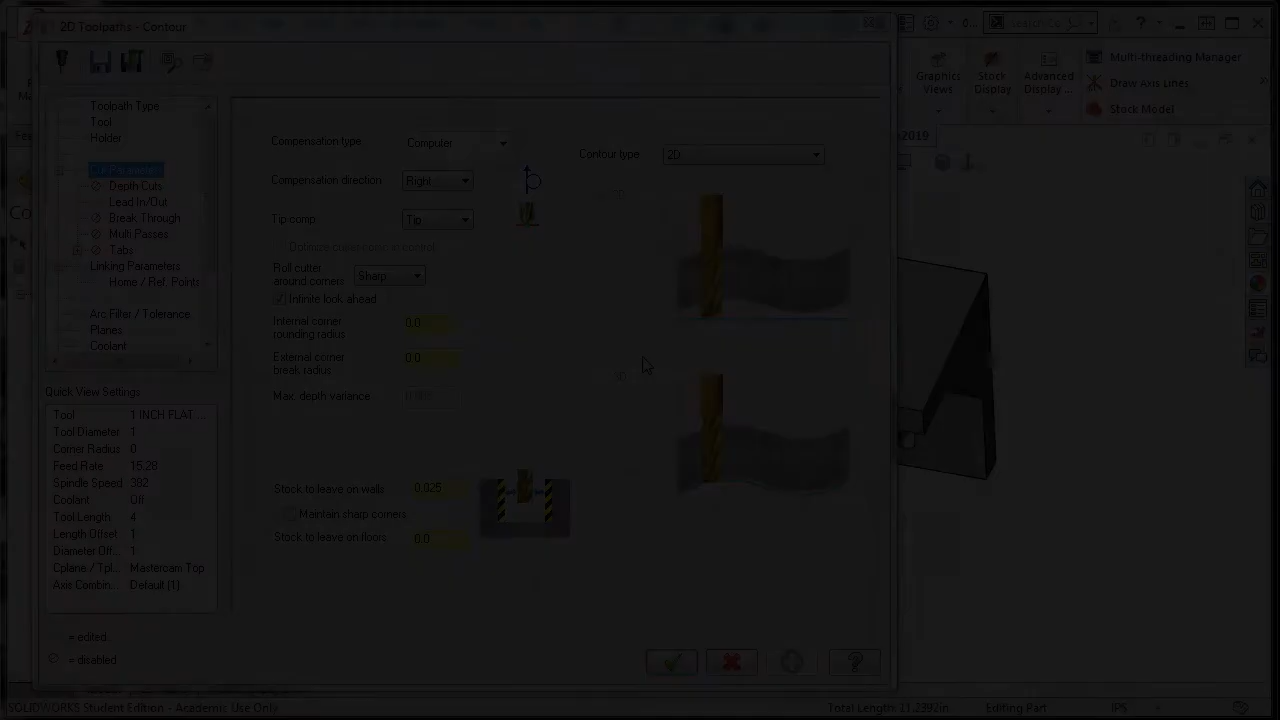 2D Toolpaths - Contour
Graphics
Views
Stock
Display
Advanced
Display ...
Multi-threading Manager
Draw Axis Lines
Stock Model
Toolpath Type
Tool
Holder
Cut Parameters
Depth Cuts
Lead In/Out
Break Through
Multi Passes
Tabs
Linking Parameters
Home / Ref. Points
Arc Filter / Tolerance
Planes
Coolant
Compensation type
Computer
Compensation direction
Right
Tip comp
Tip
Optimize cutter comp in control
Roll cutter
around corners
Sharp
Infinite look ahead
Internal corner
rounding radius
0.0
External corner
break radius
0.0
Max. depth variance
Stock to leave on walls
0.025
Maintain sharp corners
Stock to leave on floors
0.0
Contour type
2D
Quick View Settings
Tool 1 INCH FLAT ...
Tool Diameter 1
Corner Radius 0
Feed Rate 15.28
Spindle Speed 382
Coolant Off
Tool Length 4
Length Offset 1
Diameter Off... 1
Cplane / Tpl... Mastercam Top
Axis Combin... Default (1)
= edited
= disabled
SOLIDWORKS Student Edition - Academic Use Only
Total Length: 11.2892in
Editing Part
IPS